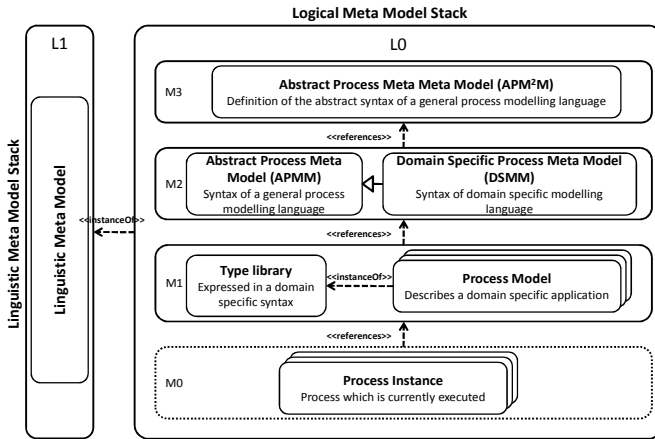 Logical Meta Model Stack
L1
L0
Linguistic Meta Model Stack
Linguistic Meta Model
<<instanceOf>>
M3
Abstract Process Meta Meta Model (APM²M)
Definition of the abstract syntax of a general process modelling language
<<references>>
M2
Abstract Process Meta
Model (APMM)
Syntax of a general process
modelling language
Domain Specific Process Meta Model
(DSMM)
Syntax of domain specific modelling
language
<<references>>
M1
Type library
Expressed in a domain
specific syntax
<<instanceOf>>
Process Model
Describes a domain specific application
<<references>>
M0
Process Instance
Process which is currently executed